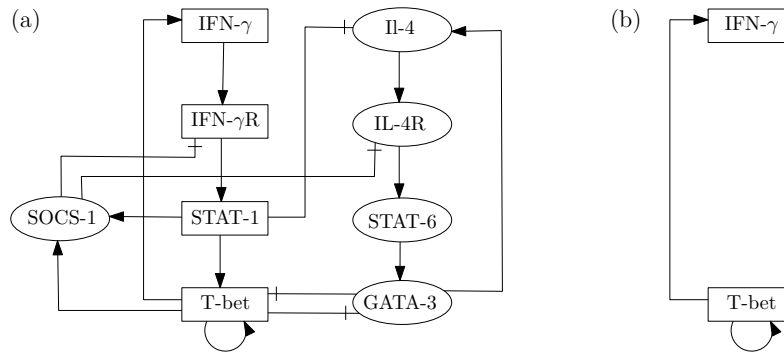 (a)
IFN-γ
Il-4
IFN-γR
IL-4R
SOCS-1
STAT-1
STAT-6
T-bet
GATA-3
(b)
IFN-γ
T-bet